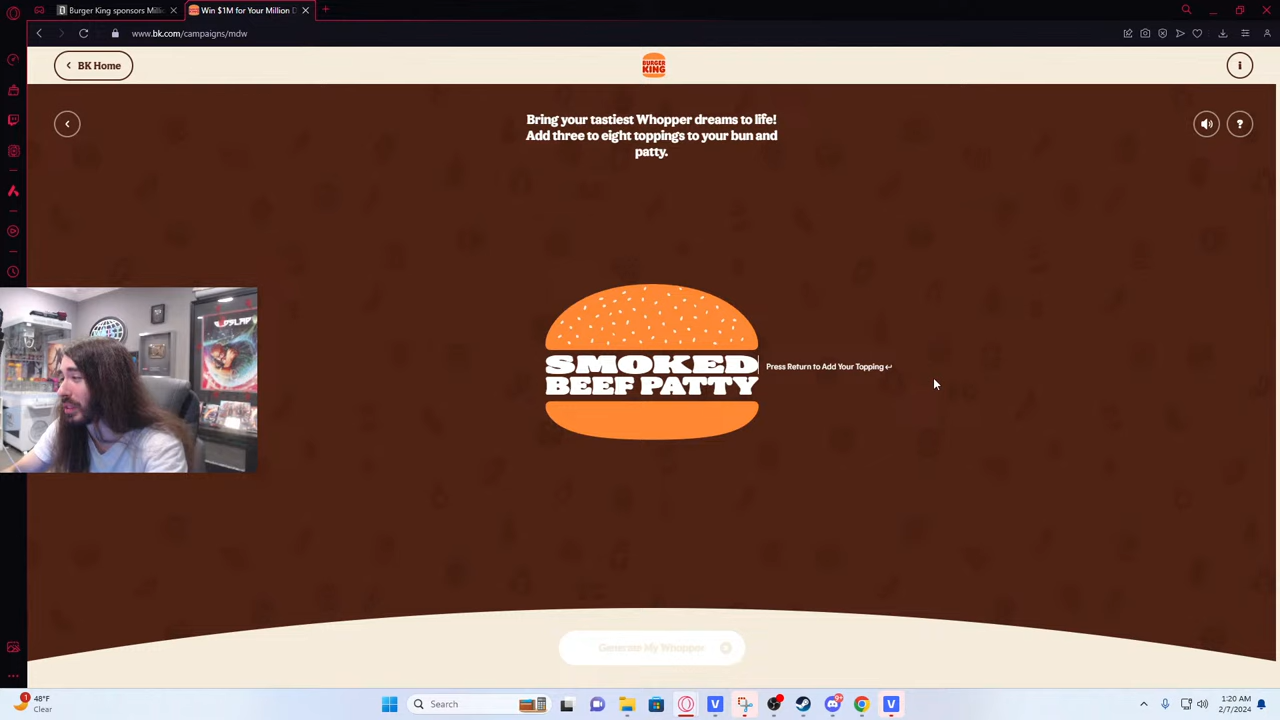 Burger King sponsors Milli
Win $1M for Your Million D
www.bk.com/campaigns/mdw
BK Home
BURGER
KING
Bring your tastiest Whopper dreams to life!
Add three to eight toppings to your bun and
patty.
SMOKED
BEEF PATTY
Press Return to Add Your Topping
Generate My Whopper
48°F
Clear
Search
1:20 AM
2/7/2024